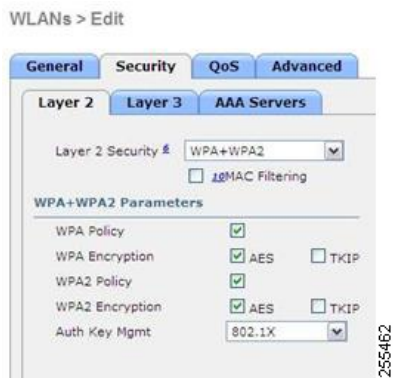 WLANs > Edit
General Security QoS Advanced
Layer 2 Layer 3 AAA Servers
Layer 2 Security 6 WPA+WPA2
10MAC Filtering
WPA+WPA2 Parameters
WPA Policy
WPA Encryption AES TKIP
WPA2 Policy
WPA2 Encryption AES TKIP
Auth Key Mgmt 802.1X
255462